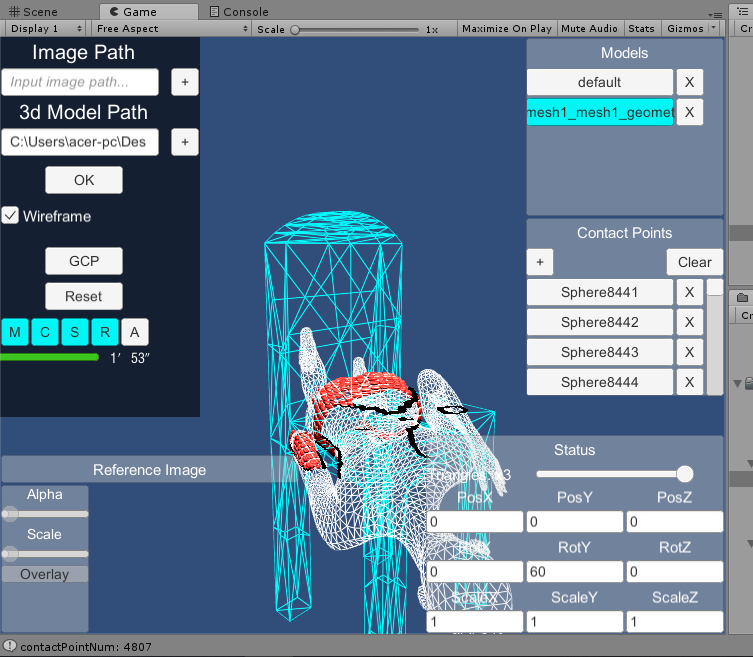 Scene Game Console
Display 1 Free Aspect Scale 1x Maximize On Play Mute Audio Stats Gizmos
Image Path
Input image path...
+
3d Model Path
C:\Users\acer-pc\Des
+
OK
Wireframe
GCP
Reset
M C S R A
1′ 53″
Models
default X
mesh1_mesh1_geomet X
Contact Points
+ Clear
Sphere8441 X
Sphere8442 X
Sphere8443 X
Sphere8444 X
Reference Image
Alpha
Scale
Overlay
Status
PosX PosY PosZ
0 0 0
RotY RotZ
0 60 0
ScaleX ScaleY ScaleZ
1 1 1
contactPointNum: 4807